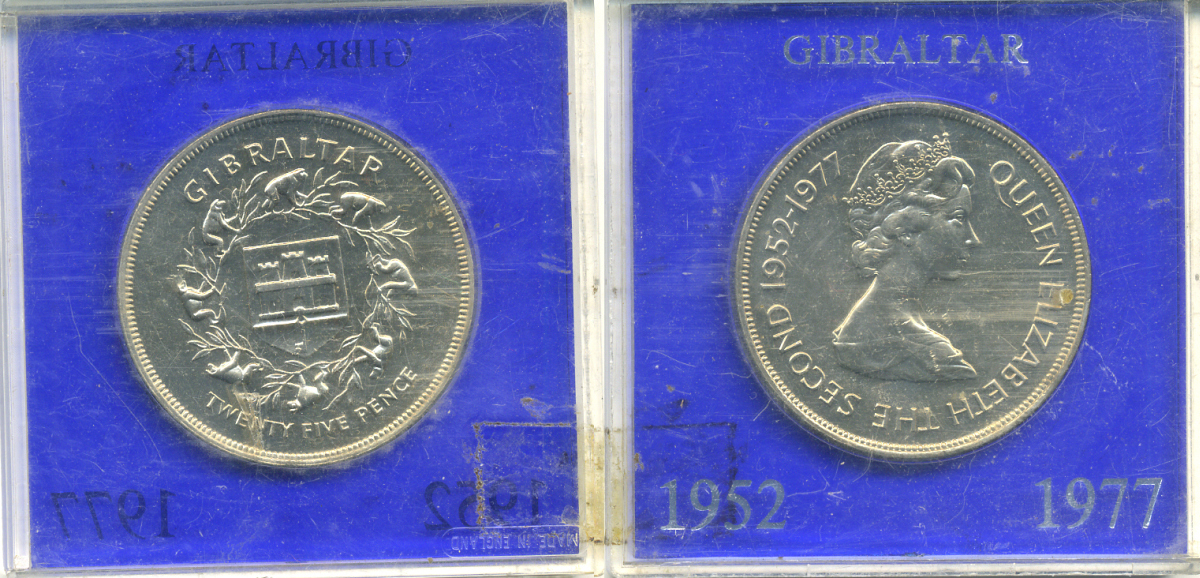 GIBRALTAR
GIBRALTAR
TWENTY FIVE PENCE
1977 1952
MADE IN ENGLAND
GIBRALTAR
QUEEN ELIZABETH THE SECOND 1952-1977
1952 1977